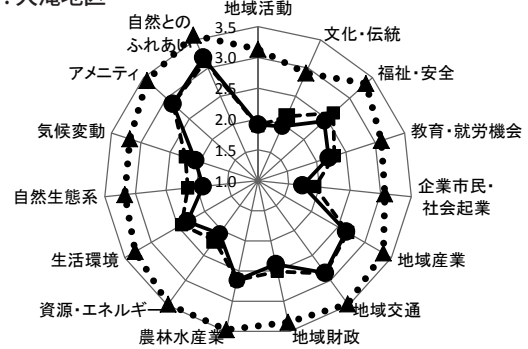 地域活動
文化・伝統
福祉・安全
教育・就労機会
企業市民・
社会起業
地域産業
地域交通
地域財政
農林水産業
資源・エネルギー
生活環境
自然生態系
気候変動
アメニティ
自然との
ふれあい
3.5
3.0
2.5
2.0
1.5
1.0